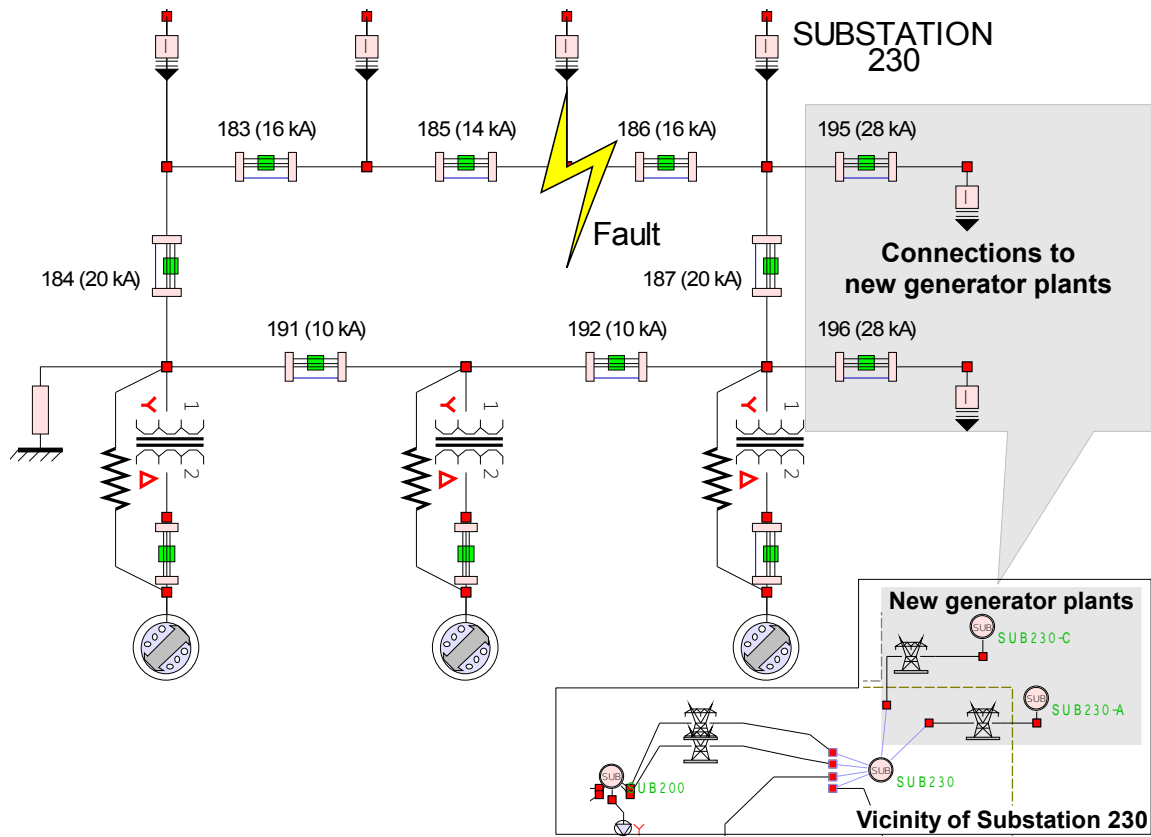 SUBSTATION
230
183 (16 kA)
185 (14 kA)
186 (16 kA)
195 (28 kA)
Fault
184 (20 kA)
187 (20 kA)
Connections to
new generator plants
191 (10 kA)
192 (10 kA)
196 (28 kA)
1
2
1
2
1
2
New generator plants
SUB
SUB230-C
SUB
SUB230-A
SUB
SUB200
SUB
SUB230
Vicinity of Substation 230